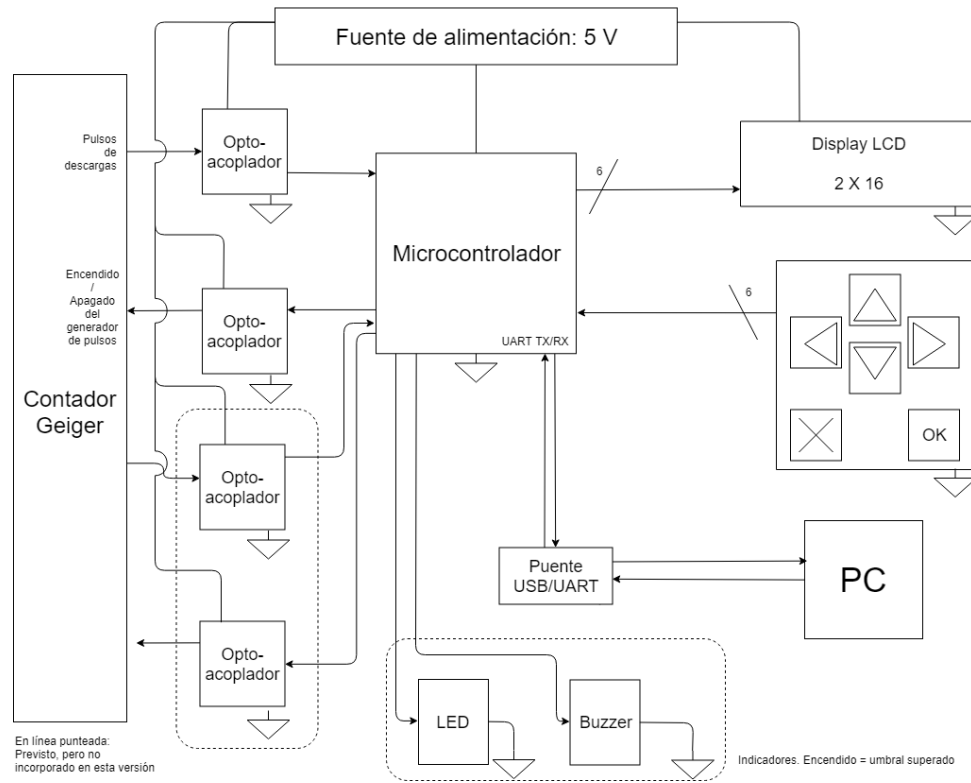 Fuente de alimentación: 5 V
Pulsos
de
descargas
Opto-
acoplador
Display LCD
2 X 16
6
Microcontrolador
UART TX/RX
Encendido
/
Apagado
del
generador
de pulsos
Opto-
acoplador
6
OK
Contador
Geiger
Opto-
acoplador
Puente
USB/UART
PC
Opto-
acoplador
LED
Buzzer
En línea punteada:
Previsto, pero no
incorporado en esta versión
Indicadores. Encendido = umbral superado